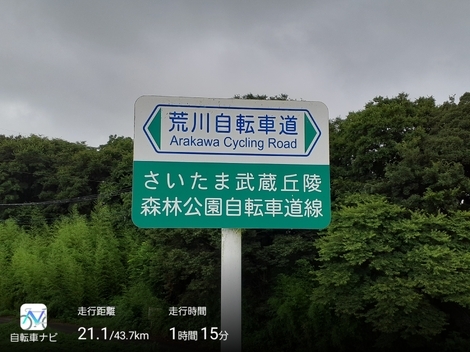 荒川自転車道
Arakawa Cycling Road
さいたま武蔵丘陵
森林公園自転車道線
走行距離
走行時間
自転車ナビ
21.1/43.7km
1時間15分